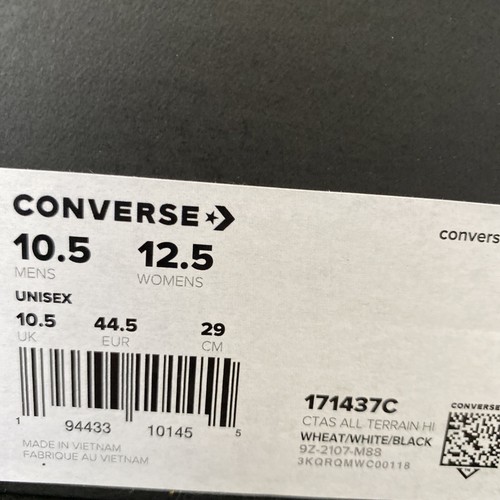 CONVERSE
convers
10.5 12.5
MENS WOMENS
UNISEX
10.5 44.5 29
UK EUR CM
1 94433 10145 5
MADE IN VIETNAM
FABRIQUE AU VIETNAM
171437C
CTAS ALL TERRAIN HI
WHEAT/WHITE/BLACK
9Z-2107-M88
3KQRQMWC00118
CONVERSE